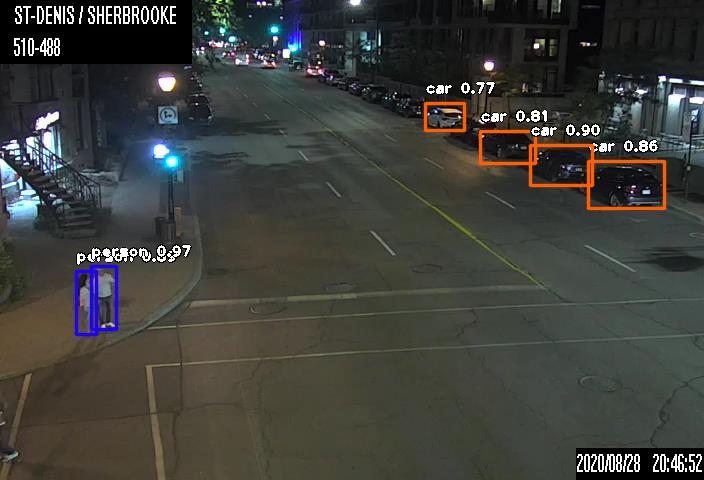 ST-DENIS / SHERBROOKE
510-488
car 0.77
car 0.81
car 0.90
car 0.86
person 0.97
2020/08/28 20:46:52